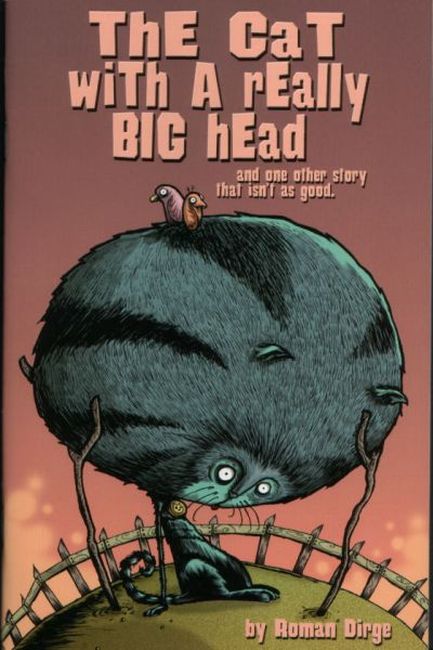 The Cat
with A rEally
BIG hEad
and one other story
that isn't as good.
by Roman Dirge